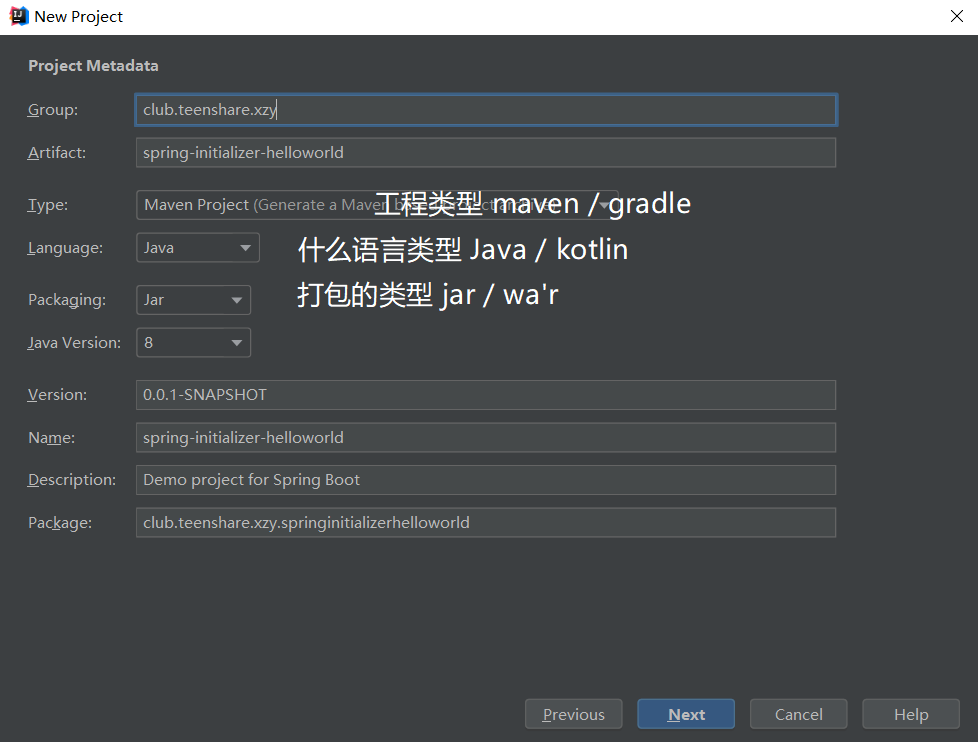 New Project
Project Metadata
Group: club.teenshare.xzy
Artifact: spring-initializer-helloworld
Type: Maven Project (Generate a Maven 工程类型 maven / gradle
Language: Java 什么语言类型 Java / kotlin
Packaging: Jar 打包的类型 jar / wa'r
Java Version: 8
Version: 0.0.1-SNAPSHOT
Name: spring-initializer-helloworld
Description: Demo project for Spring Boot
Package: club.teenshare.xzy.springinitializerhelloworld
Previous Next Cancel Help